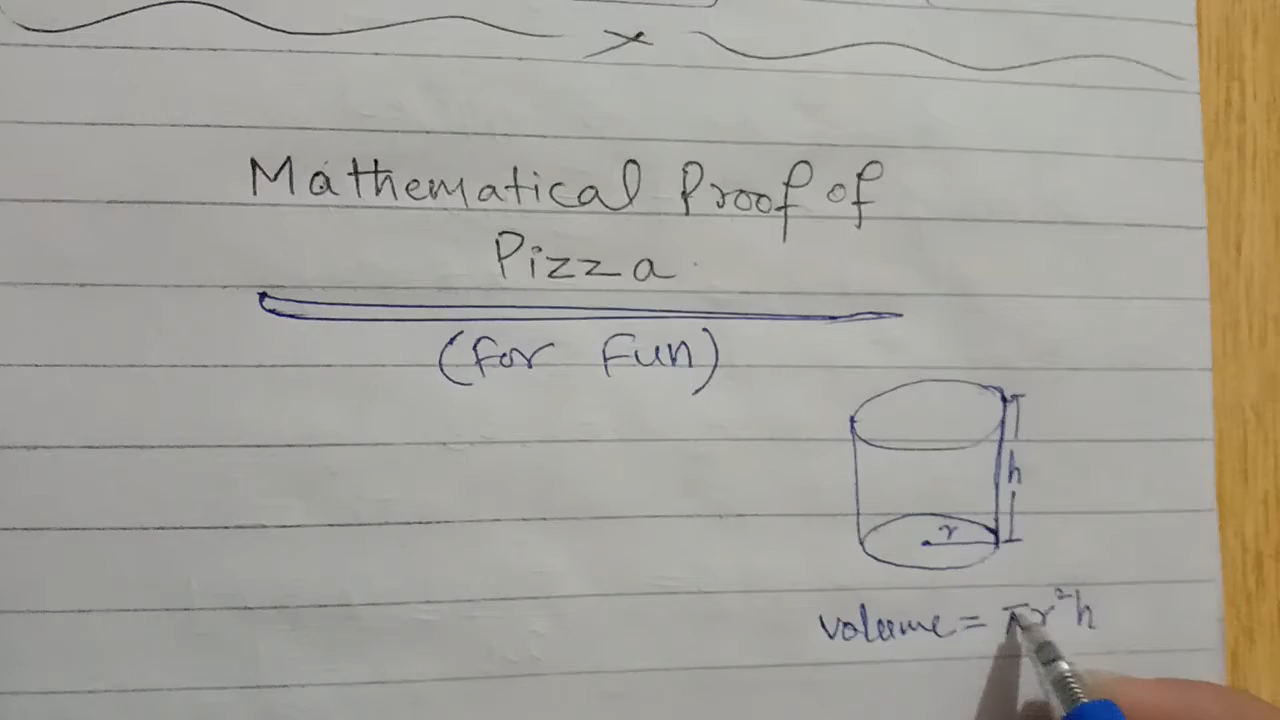 Mathematical Proof of
Pizza
(For Fun)
h
r
volume = πr²h